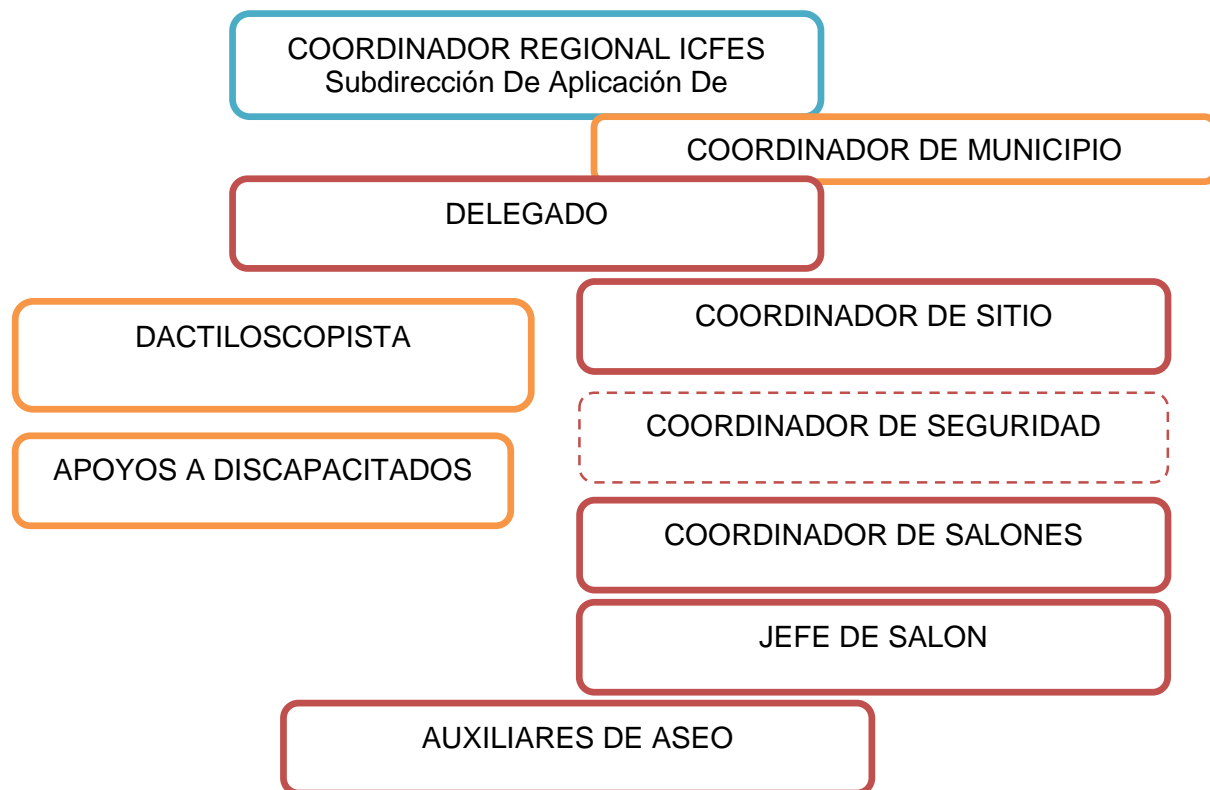 COORDINADOR REGIONAL ICFES
Subdirección De Aplicación De
COORDINADOR DE MUNICIPIO
DELEGADO
COORDINADOR DE SITIO
DACTILOSCOPISTA
COORDINADOR DE SEGURIDAD
APOYOS A DISCAPACITADOS
COORDINADOR DE SALONES
JEFE DE SALON
AUXILIARES DE ASEO